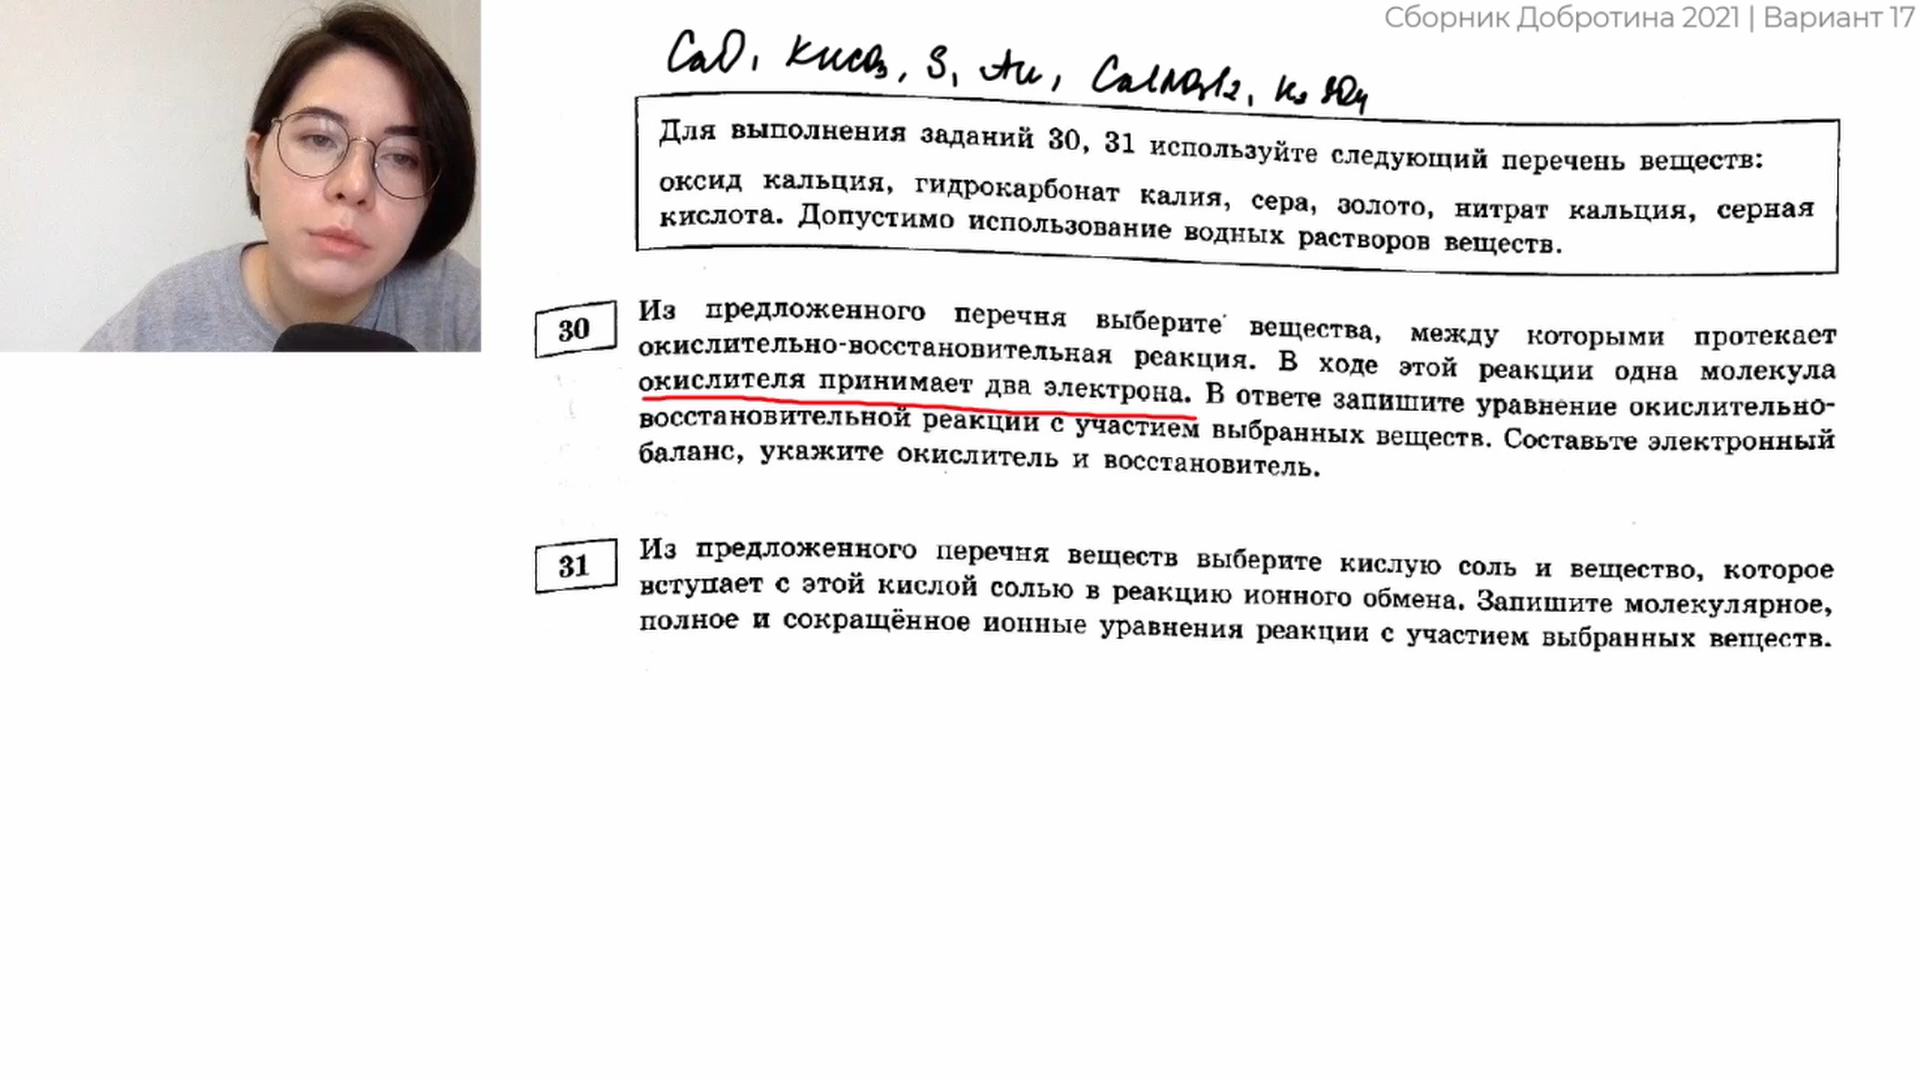 Сборник Добротина 2021 | Вариант 17
CaO, KHCO3, S, Au, Ca(NO3)2, H2SO4
Для выполнения заданий 30, 31 используйте следующий перечень веществ:
оксид кальция, гидрокарбонат калия, сера, золото, нитрат кальция, серная
кислота. Допустимо использование водных растворов веществ.
30
Из предложенного перечня выберите вещества, между которыми протекает
окислительно-восстановительная реакция. В ходе этой реакции одна молекула
окислителя принимает два электрона. В ответе запишите уравнение окислительно-
восстановительной реакции с участием выбранных веществ. Составьте электронный
баланс, укажите окислитель и восстановитель.
31
Из предложенного перечня веществ выберите кислую соль и вещество, которое
вступает с этой кислой солью в реакцию ионного обмена. Запишите молекулярное,
полное и сокращённое ионные уравнения реакции с участием выбранных веществ.